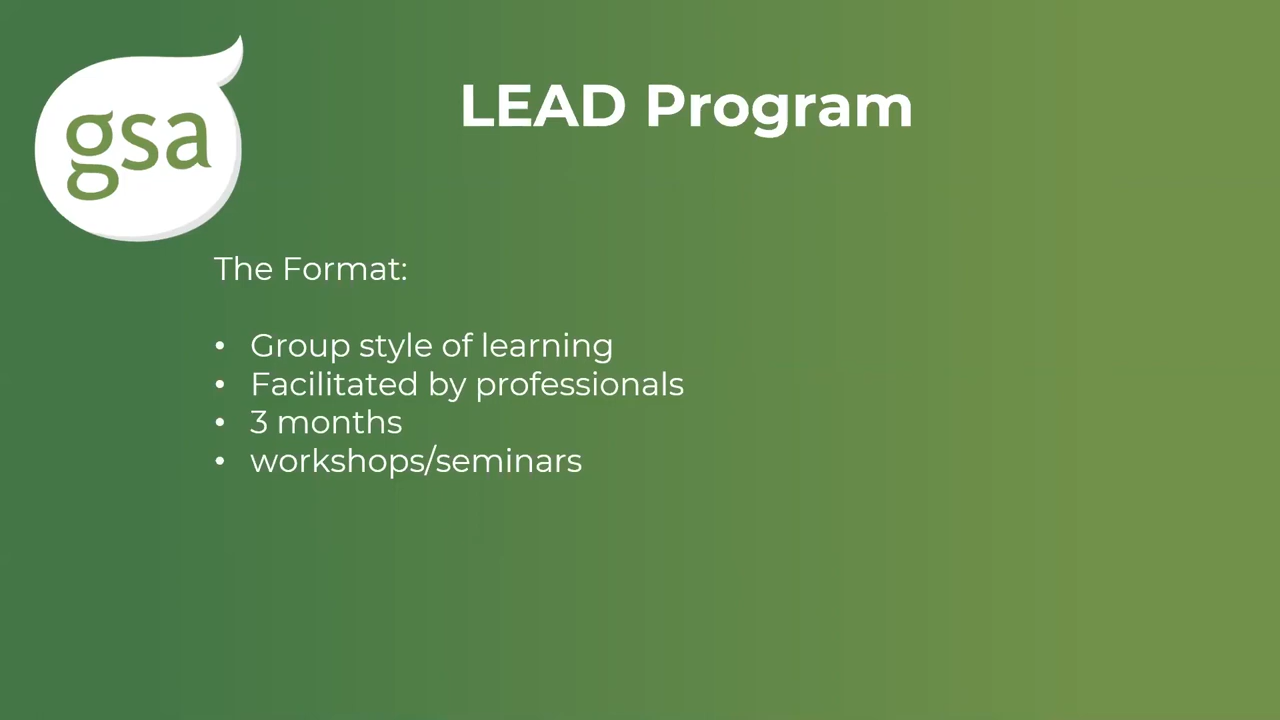 gsa
LEAD Program
The Format:
• Group style of learning
• Facilitated by professionals
• 3 months
• workshops/seminars